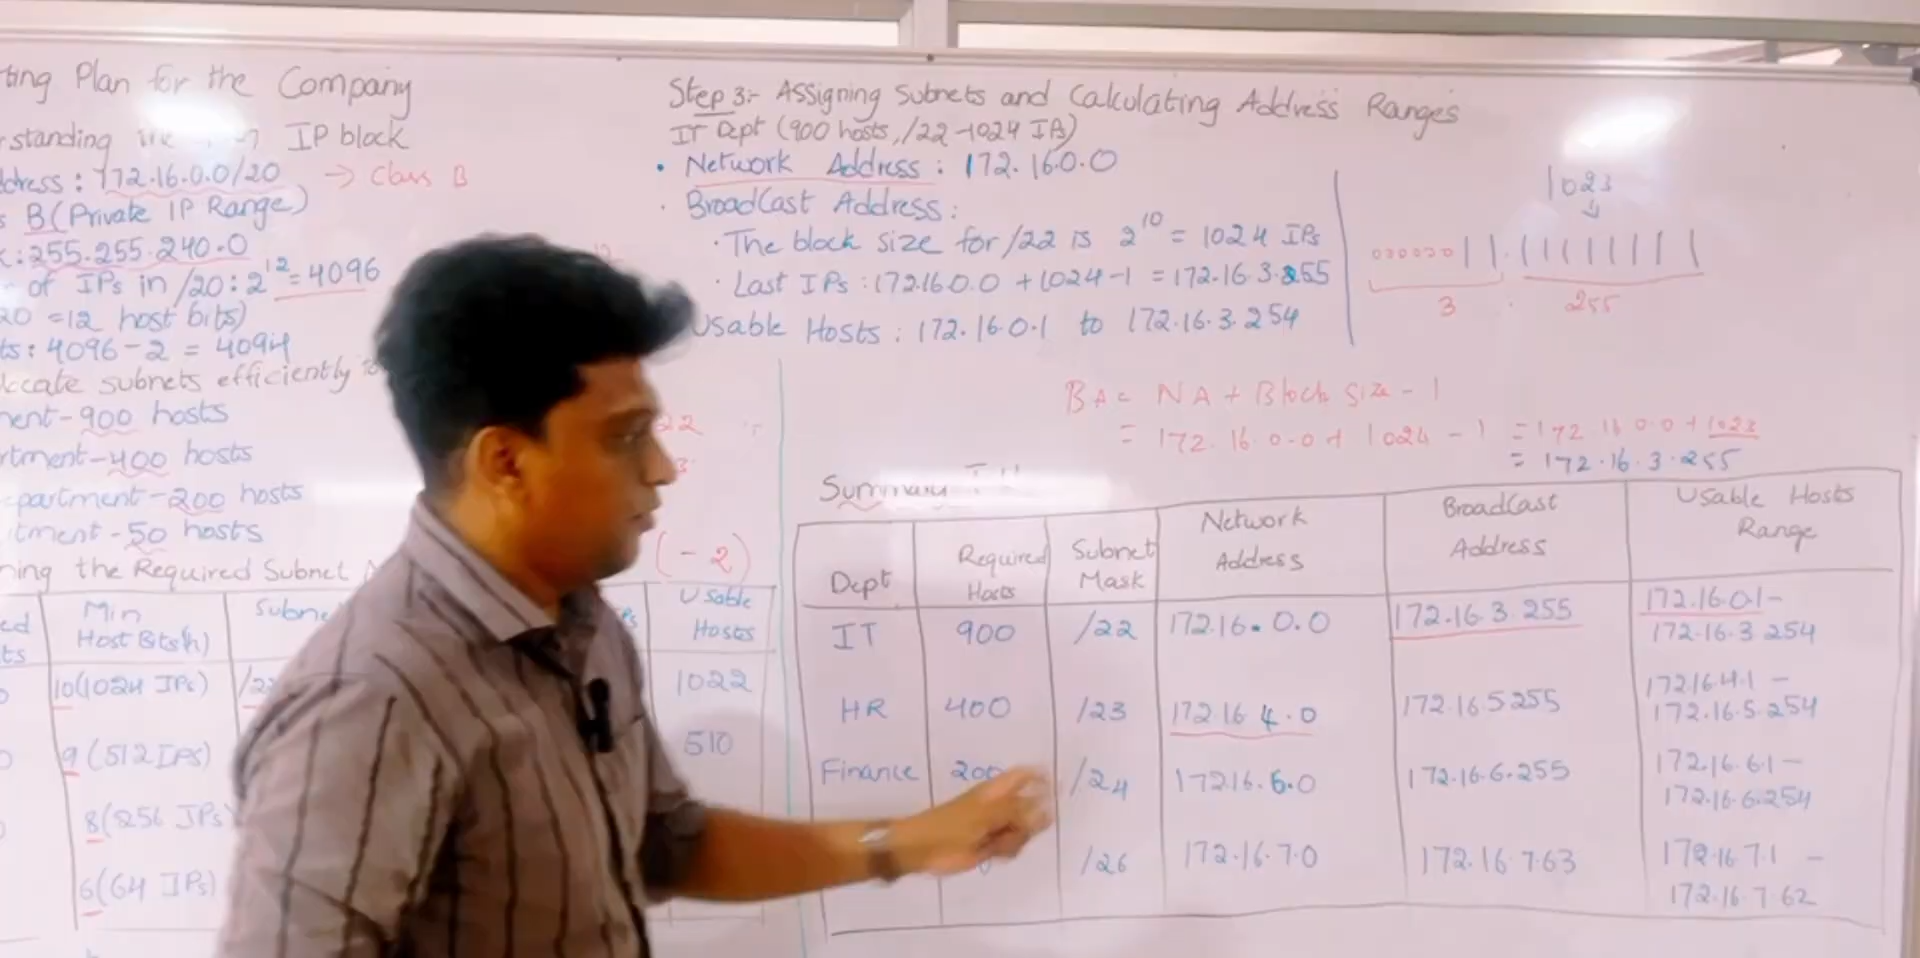 ting Plan for the Company
rstanding the IP block
ddress : 172.16.0.0/20 → Class B
s B (Private IP Range)
k : 255.255.240.0
of IPs in /20 : 2^12 = 4096
20 = 12 host bits)
ts : 4096 - 2 = 4094
llocate subnets efficiently to
ment - 900 hosts
rtment - 400 hosts
partment - 200 hosts
tment - 50 hosts
ning the Required Subnet
(-2)
Min Host Bits(h)
Subne
Usable Hosts
10(1024 IPs) /22 1022
9 (512 IPs) 510
8(256 IPs)
6(64 IPs)
Step 3:- Assigning Subnets and Calculating Address Ranges
IT Dept (900 hosts, /22 - 1024 IPs)
• Network Address : 172.16.0.0
• BroadCast Address :
• The block size for /22 is 2^10 = 1024 IPs
• Last IPs : 172.16.0.0 + 1024 - 1 = 172.16.3.255
Usable Hosts : 172.16.0.1 to 172.16.3.254
1023
↓
00000011.11111111
3 . 255
BA = NA + Block Size - 1
= 172.16.0.0 + 1024 - 1 = 172.16.0.0 + 1023
= 172.16.3.255
Summary
Dept Required Hosts Subnet Mask Network Address BroadCast Address Usable Hosts Range
IT 900 /22 172.16.0.0 172.16.3.255 172.16.0.1 - 172.16.3.254
HR 400 /23 172.16.4.0 172.16.5.255 172.16.4.1 - 172.16.5.254
Finance 200 /24 172.16.6.0 172.16.6.255 172.16.6.1 - 172.16.6.254
/26 172.16.7.0 172.16.7.63 172.16.7.1 - 172.16.7.62